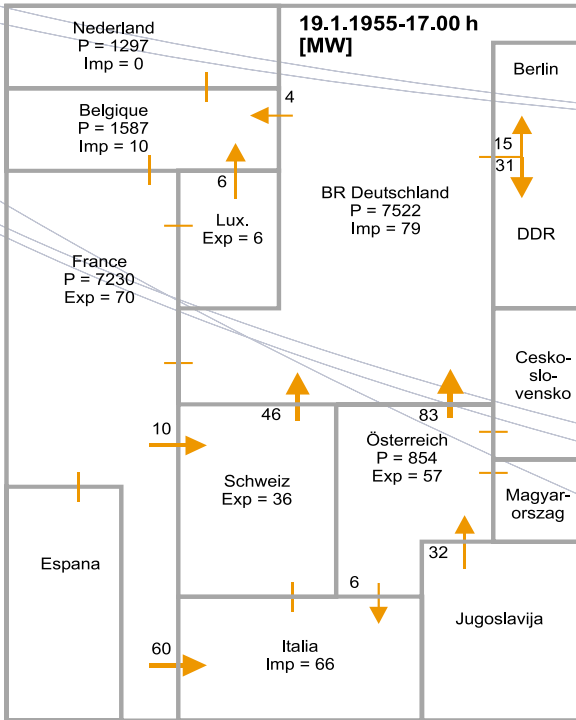 19.1.1955-17.00 h
[MW]
Nederland
P = 1297
Imp = 0
Berlin
Belgique
P = 1587
Imp = 10
4
15
31
6
BR Deutschland
P = 7522
Imp = 79
Lux.
Exp = 6
DDR
France
P = 7230
Exp = 70
Cesko-
slo-
vensko
46
83
10
Österreich
P = 854
Exp = 57
Schweiz
Exp = 36
Magyar-
orszag
Espana
32
6
Jugoslavija
60
Italia
Imp = 66